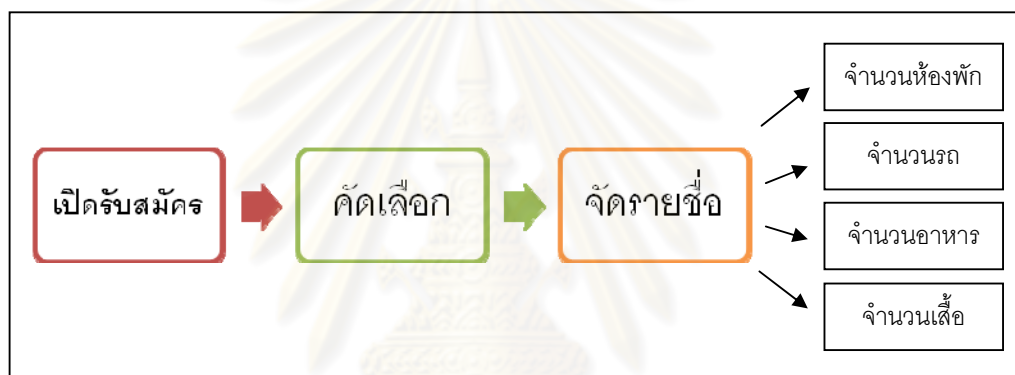 เปิดรับสมัคร
คัดเลือก
จัดรายชื่อ
จำนวนห้องพัก
จำนวนรถ
จำนวนอาหาร
จำนวนเสื้อ